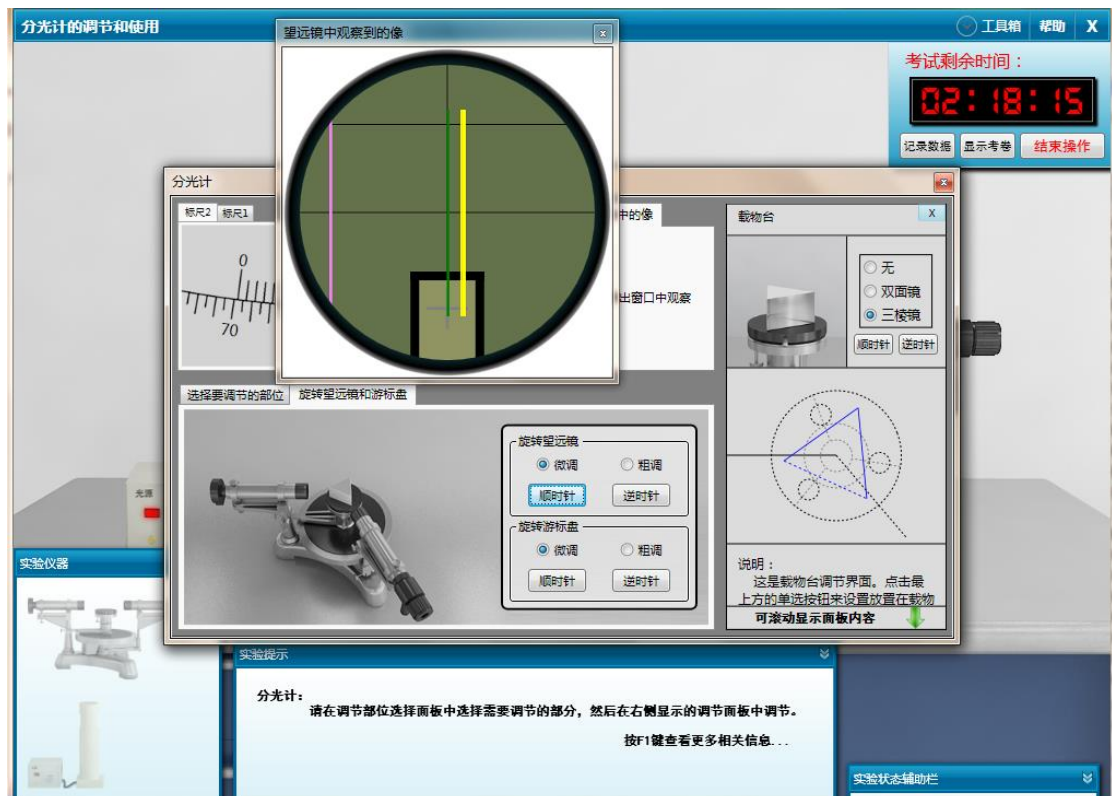 分光计的调节和使用
工具箱 帮助 X
望远镜中观察到的像
考试剩余时间：
02:18:15
记录数据 显示考卷 结束操作
分光计
标尺2 标尺1
中的像
0
70
出窗口中观察
载物台 X
无
双面镜
三棱镜
顺时针 逆时针
选择要调节的部位 旋转望远镜和游标盘
旋转望远镜
微调 粗调
顺时针 逆时针
旋转游标盘
微调 粗调
顺时针 逆时针
说明：
这是载物台调节界面。点击最
上方的单选按钮来设置放置在载物
可滚动显示面板内容
光源
实验仪器
实验提示
分光计：
请在调节部位选择面板中选择需要调节的部分，然后在右侧显示的调节面板中调节。
按F1键查看更多相关信息...
实验状态辅助栏